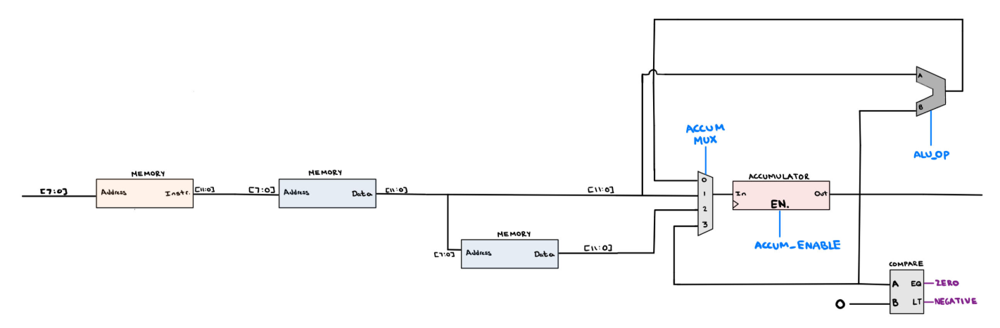 A
B
ALU_OP
ACCUM
MUX
MEMORY
MEMORY
ACCUMULATOR
[7:0]
Address
Instr.
[11:0]
[7:0]
Address
Data
[11:0]
[11:0]
0
1
2
3
In
Out
EN.
ACCUM_ENABLE
MEMORY
[7:0]
Address
Data
[11:0]
COMPARE
A
EQ
ZERO
0
B
LT
NEGATIVE